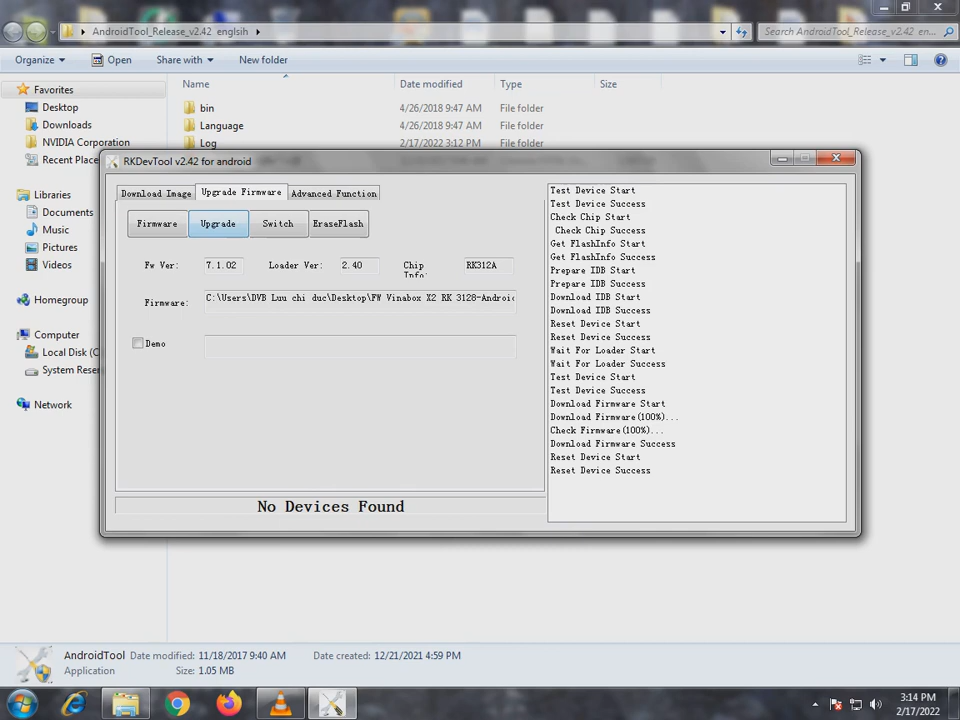 AndroidTool_Release_v2.42 englsih
Search AndroidTool_Release_v2.42 en...
Organize
Open
Share with
New folder
Name
Date modified
Type
Size
Favorites
Desktop
Downloads
NVIDIA Corporation
Recent Place
Libraries
Documents
Music
Pictures
Videos
Homegroup
Computer
Local Disk (C
System Reser
Network
bin 4/26/2018 9:47 AM File folder
Language 4/26/2018 9:47 AM File folder
Log 2/17/2022 3:12 PM File folder
RKDevTool v2.42 for android
Download Image Upgrade Firmware Advanced Function
Firmware Upgrade Switch EraseFlash
Fw Ver: 7.1.02 Loader Ver: 2.40 Chip Info: RK312A
Firmware: C:\Users\DVB Luu chi duc\Desktop\FW Vinabox X2 RK 3128-Android
Demo
No Devices Found
Test Device Start
Test Device Success
Check Chip Start
Check Chip Success
Get FlashInfo Start
Get FlashInfo Success
Prepare IDB Start
Prepare IDB Success
Download IDB Start
Download IDB Success
Reset Device Start
Reset Device Success
Wait For Loader Start
Wait For Loader Success
Test Device Start
Test Device Success
Download Firmware Start
Download Firmware(100%)...
Check Firmware(100%)...
Download Firmware Success
Reset Device Start
Reset Device Success
AndroidTool Date modified: 11/18/2017 9:40 AM Date created: 12/21/2021 4:59 PM
Application Size: 1.05 MB
3:14 PM
2/17/2022